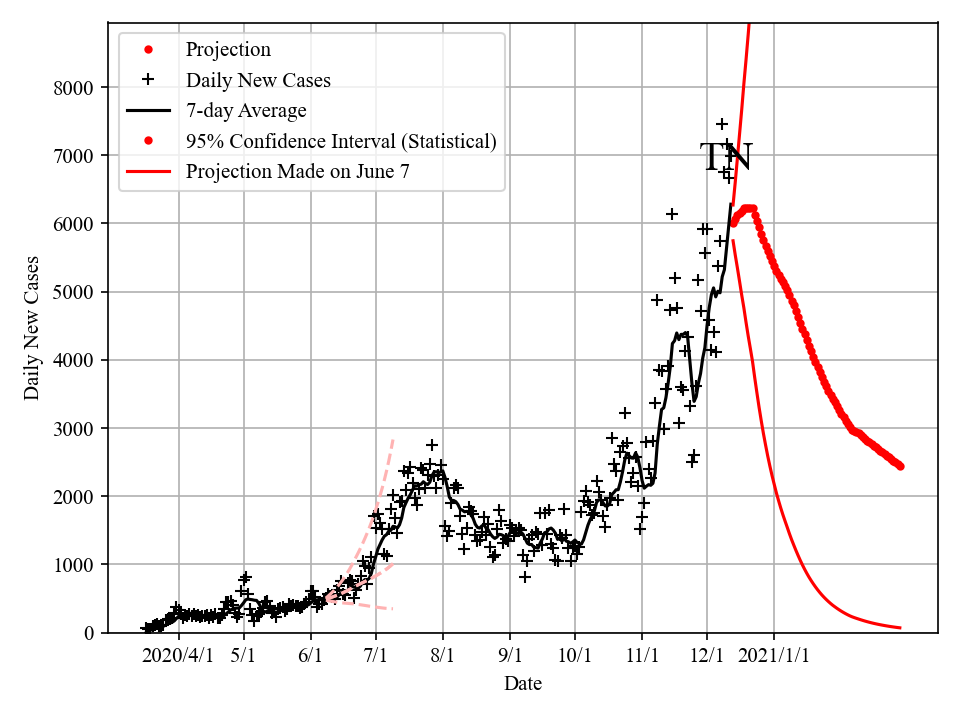 Projection
Daily New Cases
7-day Average
95% Confidence Interval (Statistical)
Projection Made on June 7
TN
Daily New Cases
8000
7000
6000
5000
4000
3000
2000
1000
0
2020/4/1 5/1 6/1 7/1 8/1 9/1 10/1 11/1 12/1 2021/1/1
Date